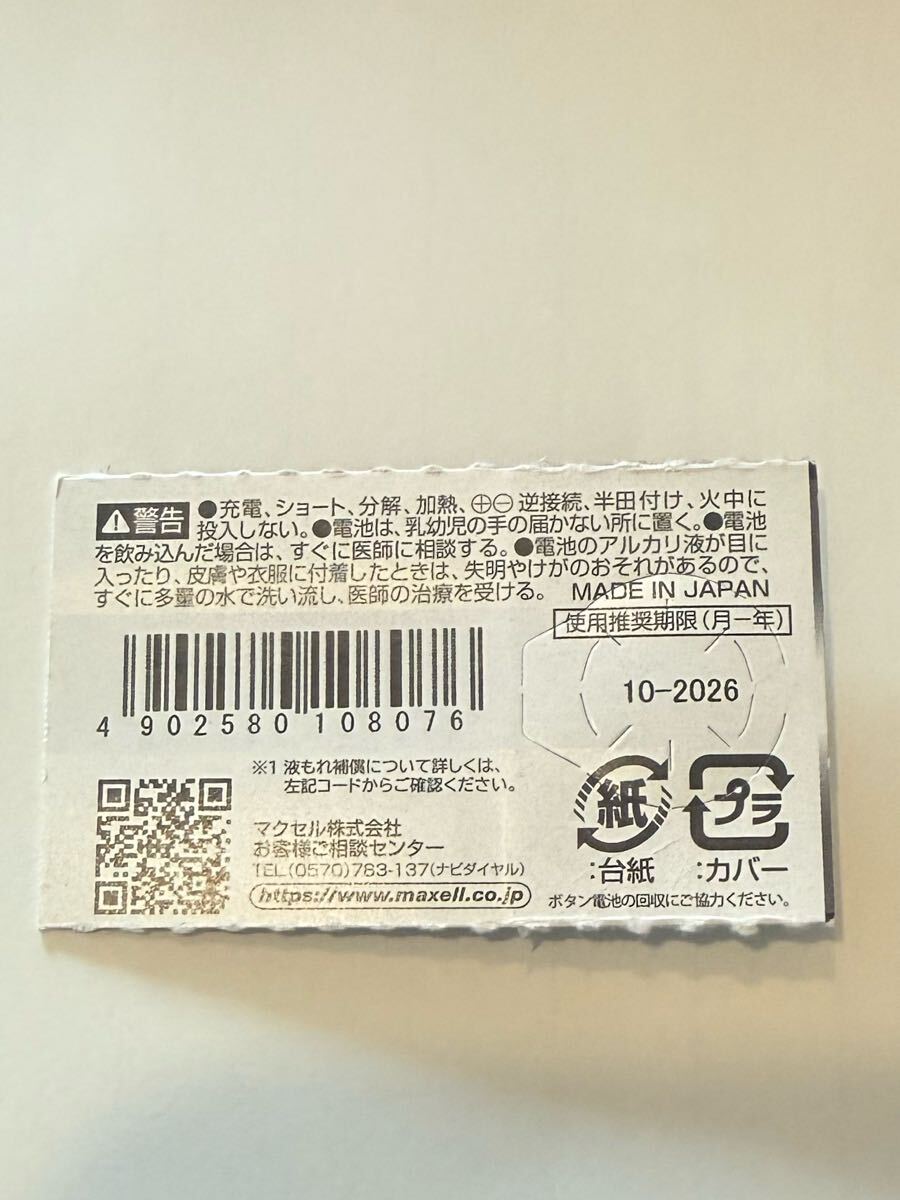 警告 ●充電、ショート、分解、加熱、⊕⊖逆接続、半田付け、火中に
投入しない。●電池は、乳幼児の手の届かない所に置く。●電池
を飲み込んだ場合は、すぐに医師に相談する。●電池のアルカリ液が目に
入ったり、皮膚や衣服に付着したときは、失明やけがのおそれがあるので、
すぐに多量の水で洗い流し、医師の治療を受ける。 MADE IN JAPAN
使用推奨期限(月ー年)
10-2026
4 902580 108076
※1 液もれ補償について詳しくは、
左記コードからご確認ください。
マクセル株式会社
お客様ご相談センター
TEL(0570)783-137(ナビダイヤル)
https://www.maxell.co.jp
紙 プラ
:台紙 :カバー
ボタン電池の回収にご協力ください。